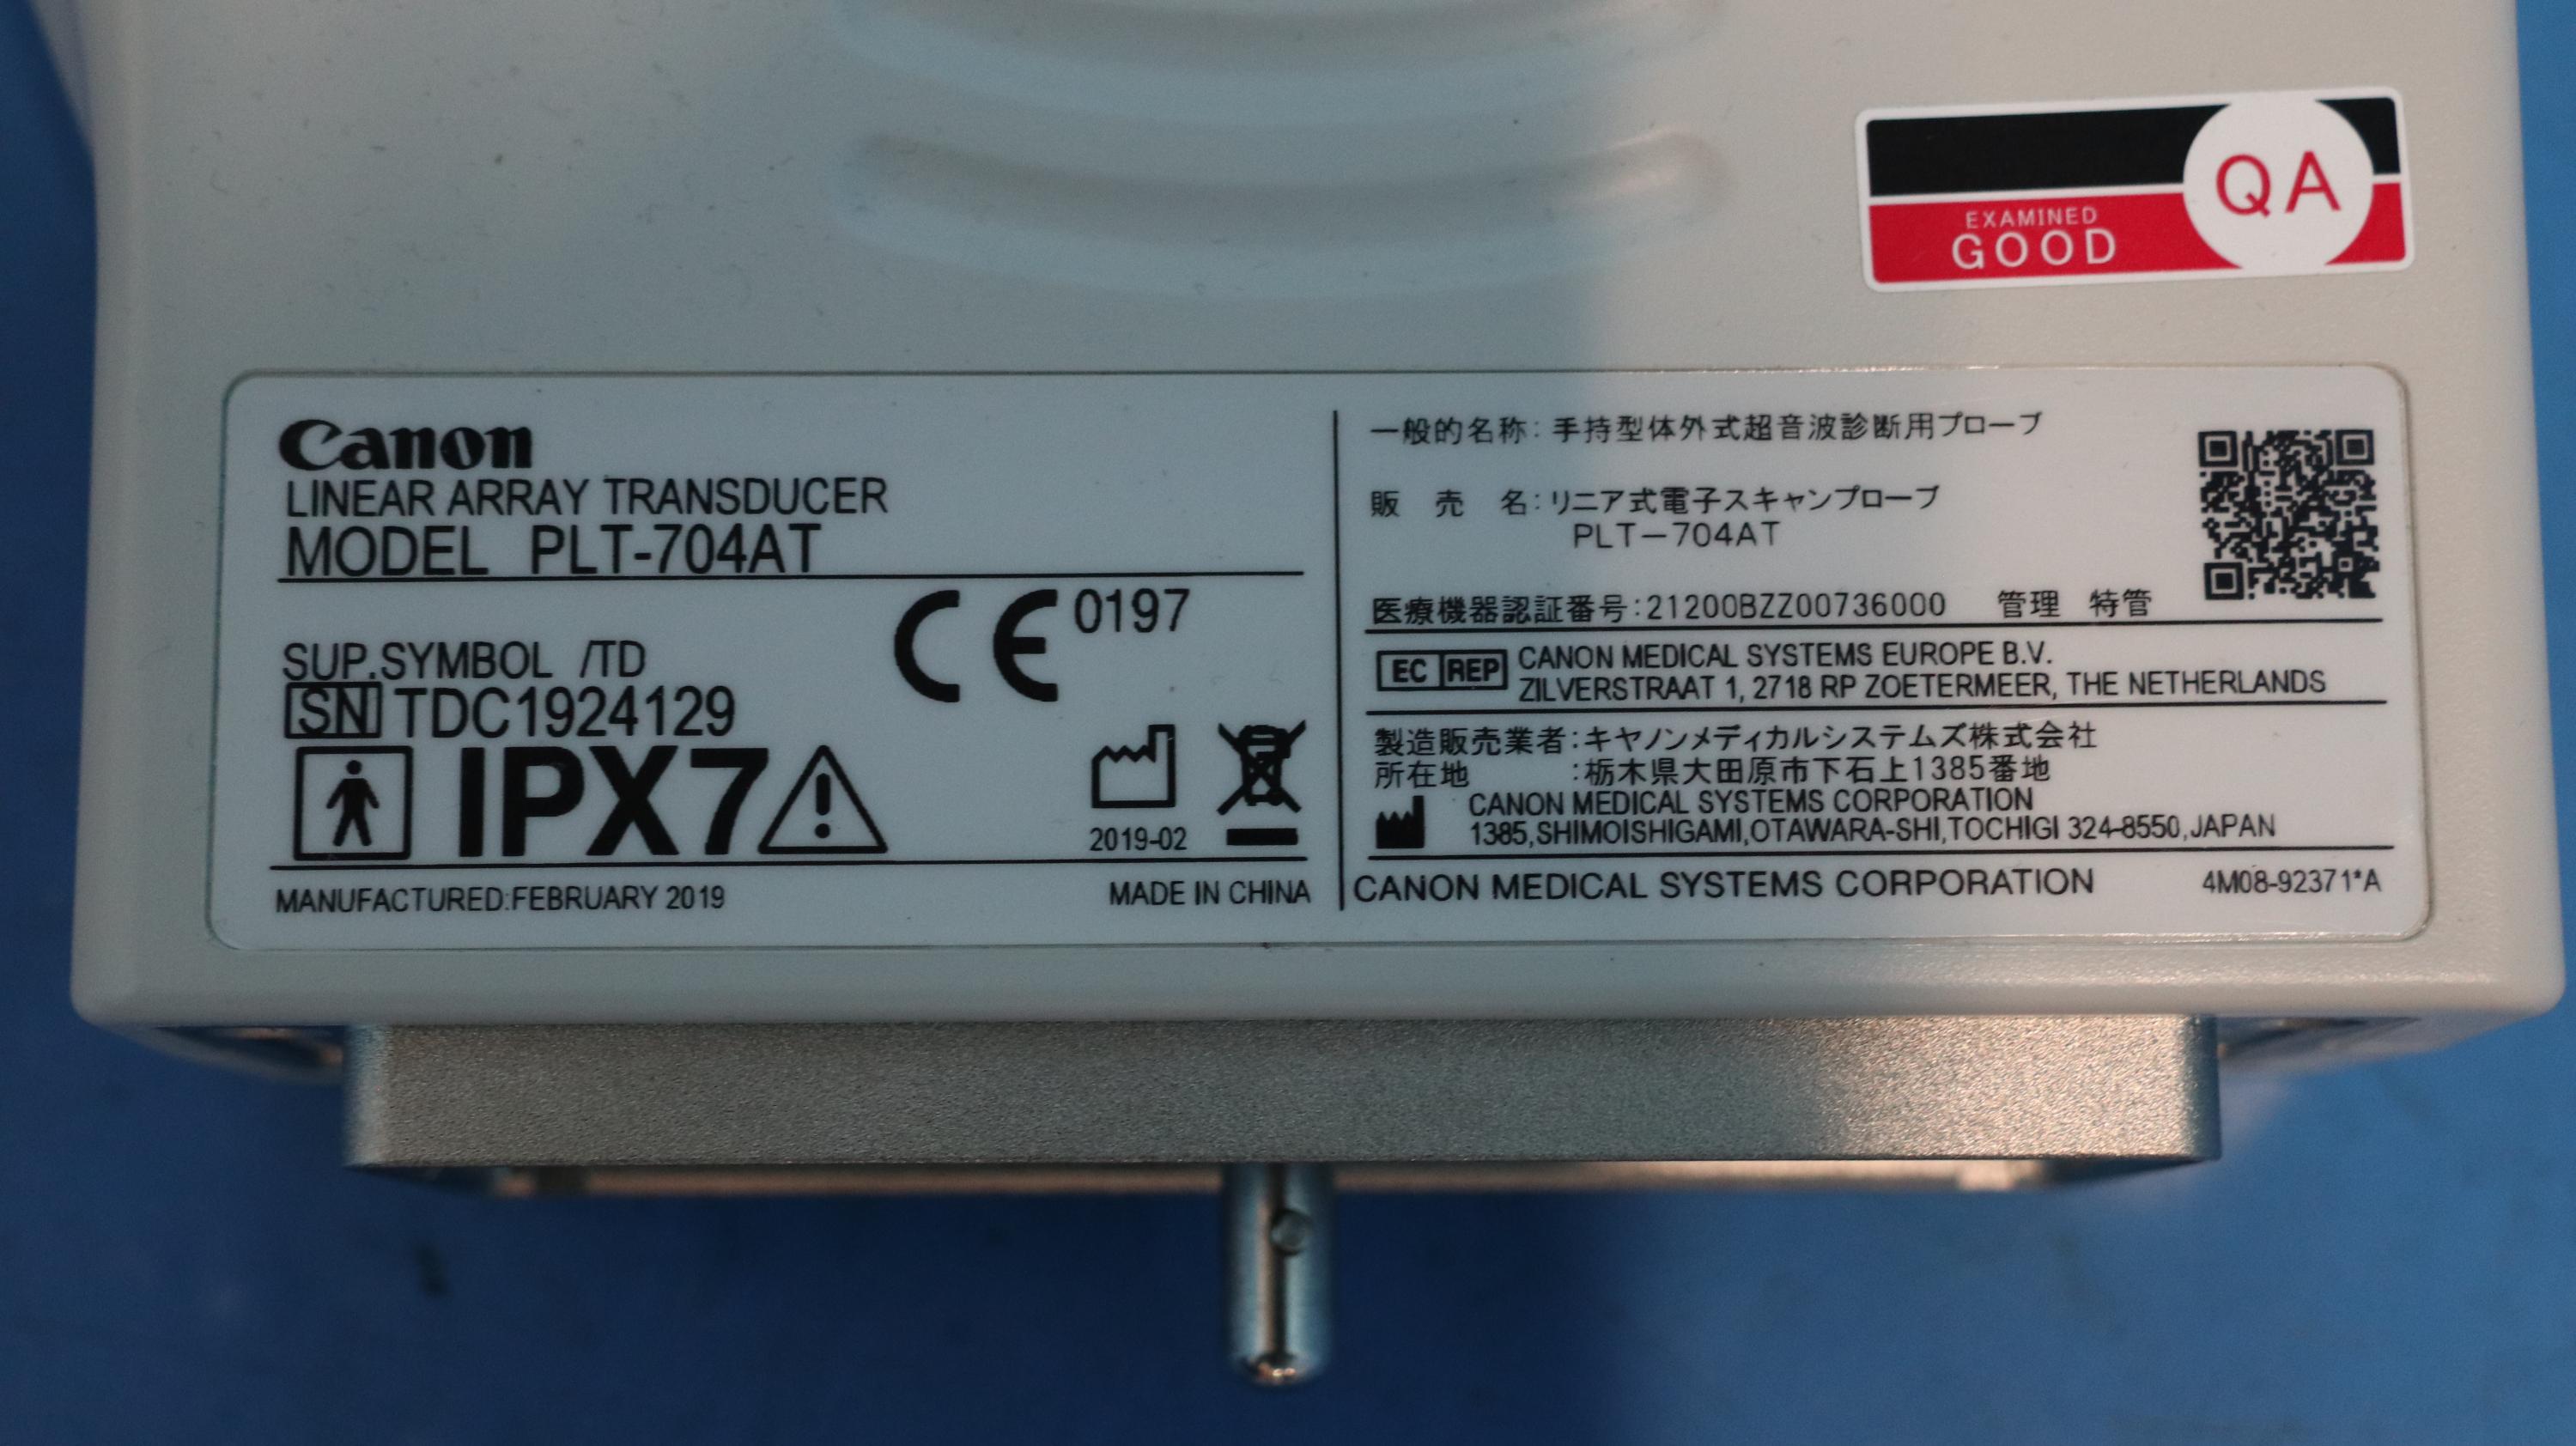 EXAMINED
GOOD
QA
Canon
LINEAR ARRAY TRANSDUCER
MODEL PLT-704AT
CE 0197
SUP.SYMBOL /TD
SN TDC1924129
IPX7
2019-02
MANUFACTURED:FEBRUARY 2019
MADE IN CHINA
一般的名称:手持型体外式超音波診断用プローブ
販 売 名:リニア式電子スキャンプローブ
PLT-704AT
医療機器認証番号:21200BZZ00736000 管理 特管
EC REP CANON MEDICAL SYSTEMS EUROPE B.V.
ZILVERSTRAAT 1, 2718 RP ZOETERMEER, THE NETHERLANDS
製造販売業者:キヤノンメディカルシステムズ株式会社
所在地 :栃木県大田原市下石上1385番地
CANON MEDICAL SYSTEMS CORPORATION
1385,SHIMOISHIGAMI,OTAWARA-SHI,TOCHIGI 324-8550,JAPAN
CANON MEDICAL SYSTEMS CORPORATION
4M08-92371*A